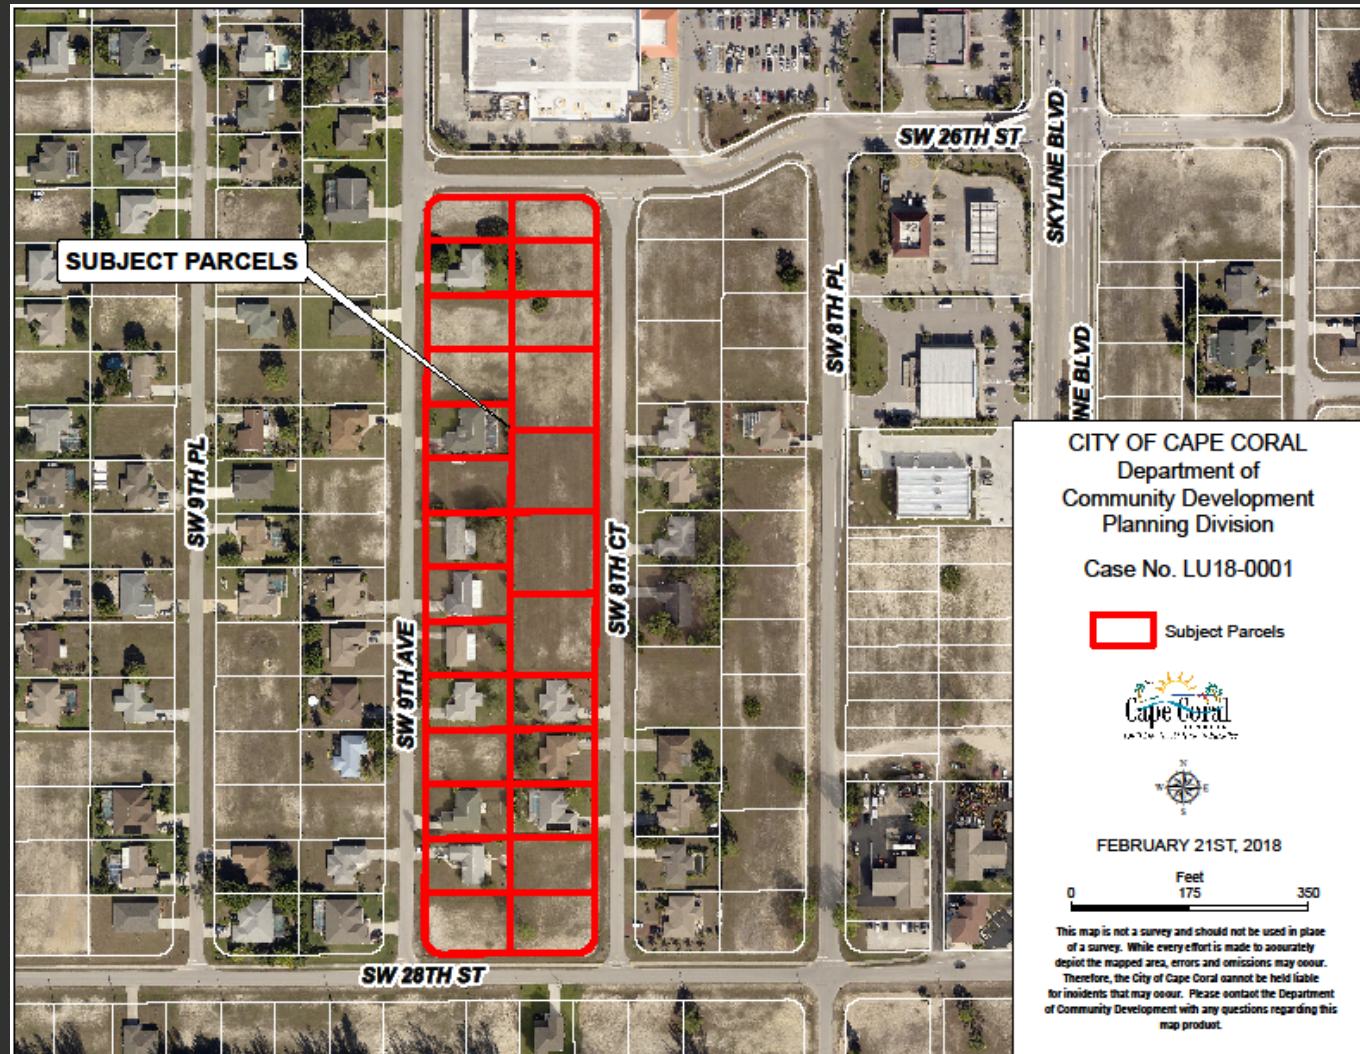 SW 26TH ST
SKYLINE BLVD
SUBJECT PARCELS
SW 8TH PL
INE BLVD
SW 9TH PL
SW 8TH CT
SW 9TH AVE
SW 28TH ST
CITY OF CAPE CORAL
Department of
Community Development
Planning Division
Case No. LU18-0001
Subject Parcels
Cape Coral
N
W E
S
FEBRUARY 21ST, 2018
Feet
0 175 350
This map is not a survey and should not be used in place
of a survey. While every effort is made to accurately
depict the mapped area, errors and omissions may occur.
Therefore, the City of Cape Coral cannot be held liable
for incidents that may occur. Please contact the Department
of Community Development with any questions regarding this
map product.